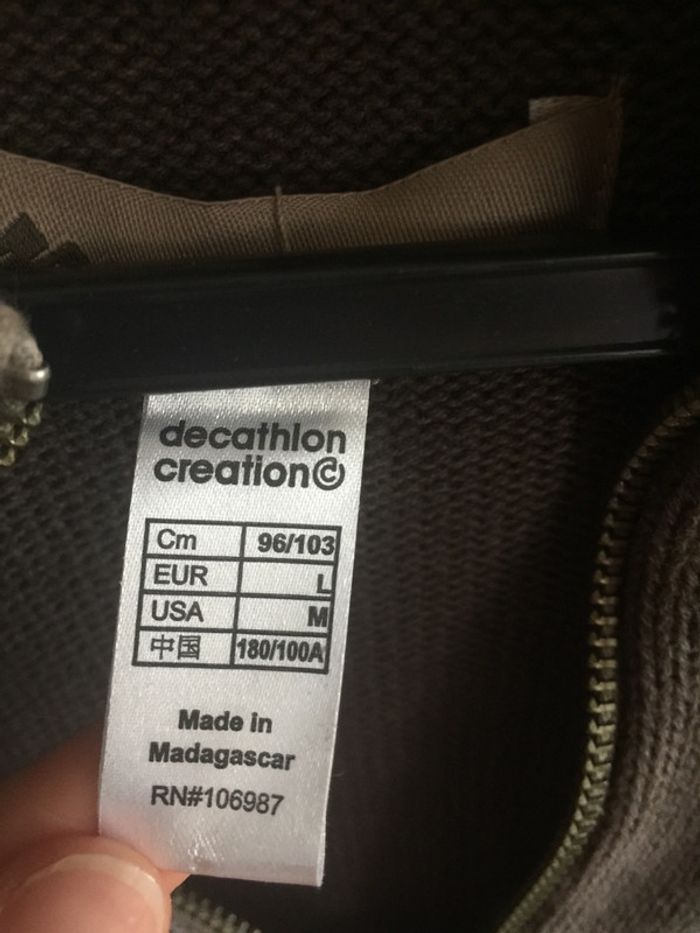 decathlon
creation©
Cm 96/103
EUR L
USA M
中国 180/100A
Made in
Madagascar
RN#106987